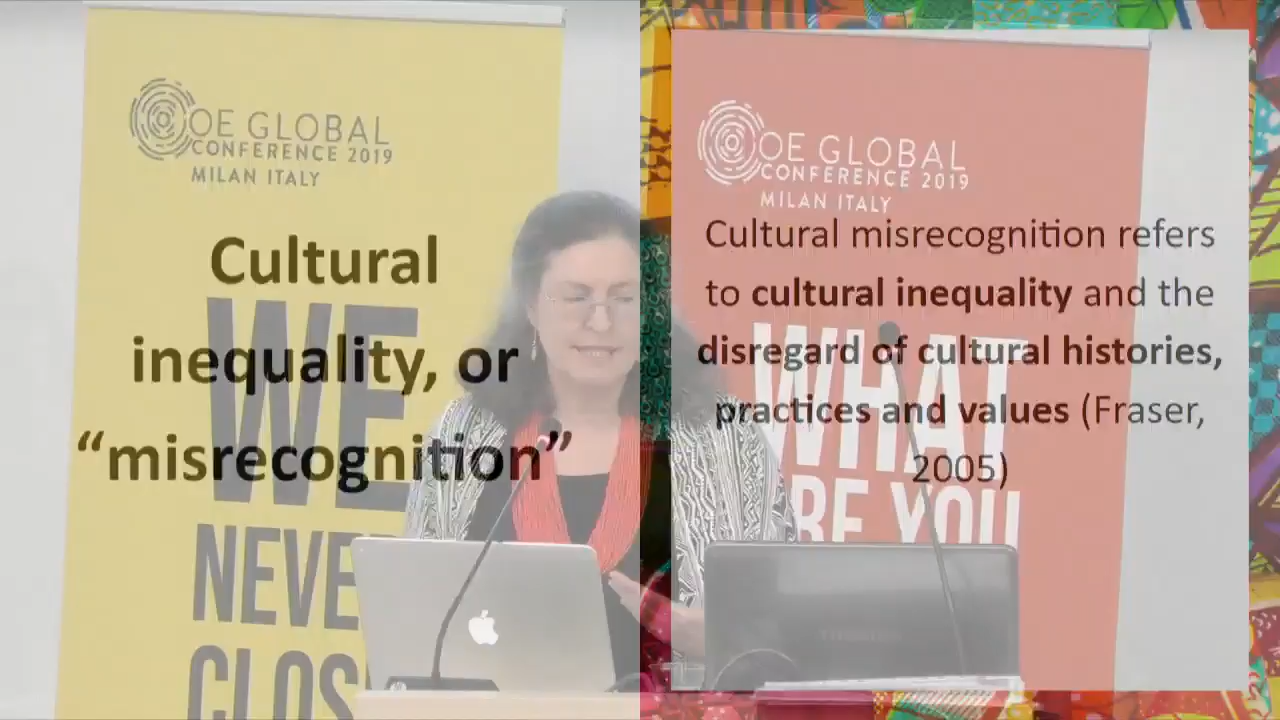 OE GLOBAL
CONFERENCE 2019
MILAN ITALY
Cultural
inequality, or
“misrecognition”
WE
NEVE
CLOS
OE GLOBAL
CONFERENCE 2019
MILAN ITALY
Cultural misrecognition refers
to cultural inequality and the
disregard of cultural histories,
practices and values (Fraser,
2005)
WHAT
RE YOU